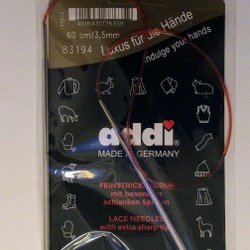 4016431776359
60 cm/3,5mm
83194
Luxus für die Hände
Indulge your hands
addi
MADE IN GERMANY
FEINSTRICKNADELN
mit besonders
schlanken Spitzen
LACE NEEDLES
with extra sharp tips